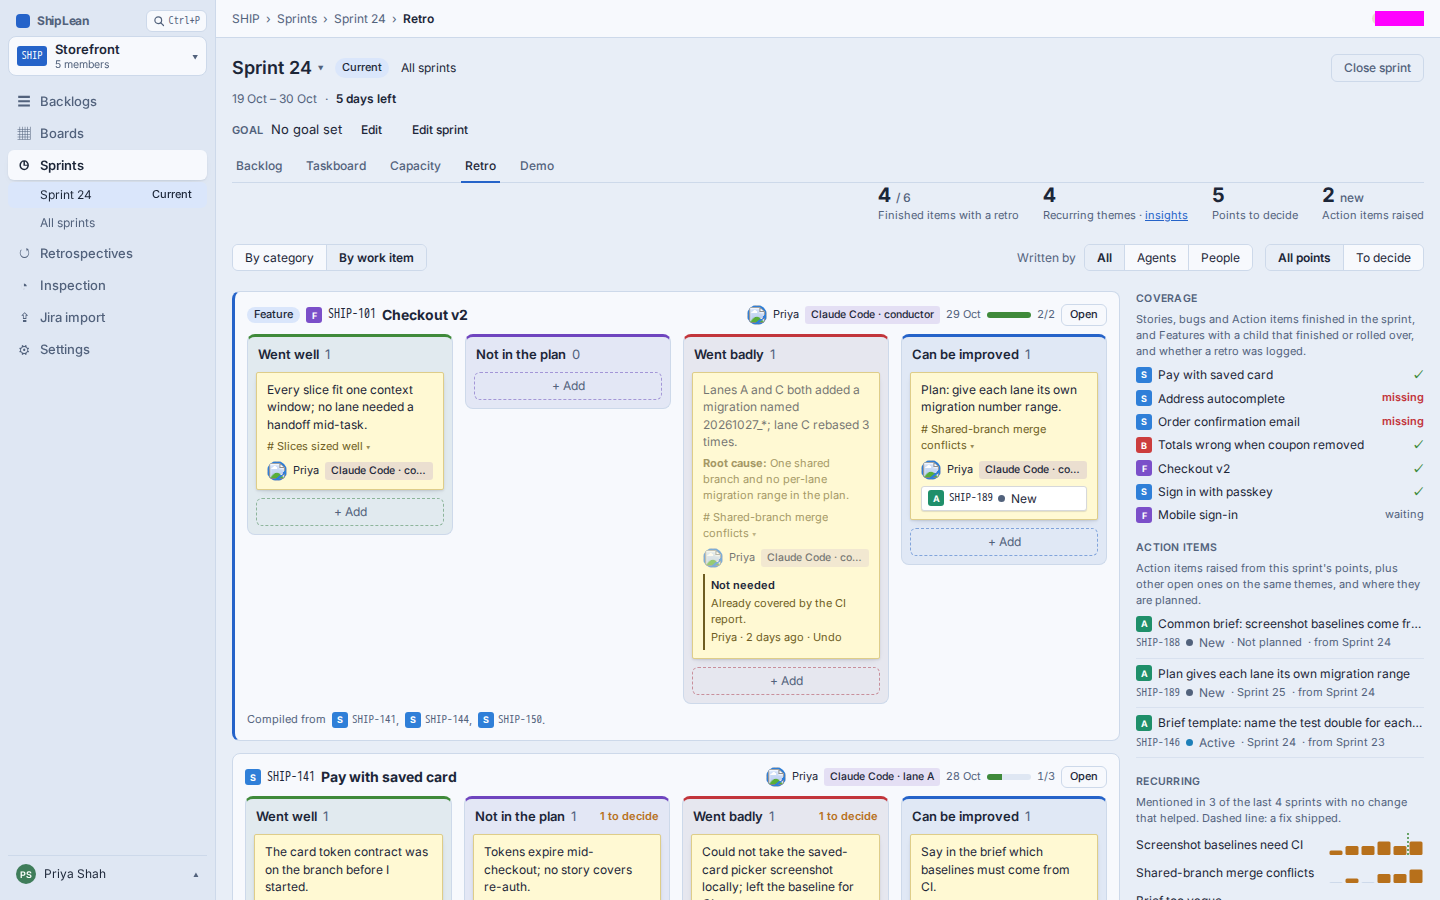 ShipLean
Ctrl+P
SHIP
Storefront
5 members
Backlogs
Boards
Sprints
Sprint 24
Current
All sprints
Retrospectives
Inspection
Jira import
Settings
PS
Priya Shah
SHIP › Sprints › Sprint 24 › Retro
Sprint 24
Current
All sprints
Close sprint
19 Oct – 30 Oct · 5 days left
GOAL No goal set Edit Edit sprint
Backlog Taskboard Capacity Retro Demo
4 / 6
Finished items with a retro
4
Recurring themes · insights
5
Points to decide
2 new
Action items raised
By category By work item
Written by All Agents People
All points To decide
Feature F SHIP-101 Checkout v2
Priya Claude Code · conductor 29 Oct 2/2 Open
Went well 1
Every slice fit one context
window; no lane needed a
handoff mid-task.
# Slices sized well
Priya Claude Code · co...
+ Add
Not in the plan 0
+ Add
Went badly 1
Lanes A and C both added a
migration named
20261027_*; lane C rebased 3
times.
Root cause: One shared
branch and no per-lane
migration range in the plan.
# Shared-branch merge
conflicts
Priya Claude Code · co...
Not needed
Already covered by the CI
report.
Priya · 2 days ago · Undo
+ Add
Can be improved 1
Plan: give each lane its own
migration number range.
# Shared-branch merge
conflicts
Priya Claude Code · co...
A SHIP-189 New
+ Add
Compiled from S SHIP-141, S SHIP-144, S SHIP-150.
S SHIP-141 Pay with saved card
Priya Claude Code · lane A 28 Oct 1/3 Open
Went well 1
The card token contract was
on the branch before I
started.
Not in the plan 1 1 to decide
Tokens expire mid-
checkout; no story covers
re-auth.
Went badly 1 1 to decide
Could not take the saved-
card picker screenshot
locally; left the baseline for
Can be improved 1
Say in the brief which
baselines must come from
CI.
COVERAGE
Stories, bugs and Action items finished in the sprint,
and Features with a child that finished or rolled over,
and whether a retro was logged.
S Pay with saved card ✓
S Address autocomplete missing
S Order confirmation email missing
B Totals wrong when coupon removed ✓
F Checkout v2 ✓
S Sign in with passkey ✓
F Mobile sign-in waiting
ACTION ITEMS
Action items raised from this sprint's points, plus
other open ones on the same themes, and where they
are planned.
A Common brief: screenshot baselines come fr...
SHIP-188 New · Not planned · from Sprint 24
A Plan gives each lane its own migration range
SHIP-189 New · Sprint 25 · from Sprint 24
A Brief template: name the test double for each...
SHIP-146 Active · Sprint 24 · from Sprint 23
RECURRING
Mentioned in 3 of the last 4 sprints with no change
that helped. Dashed line: a fix shipped.
Screenshot baselines need CI
Shared-branch merge conflicts